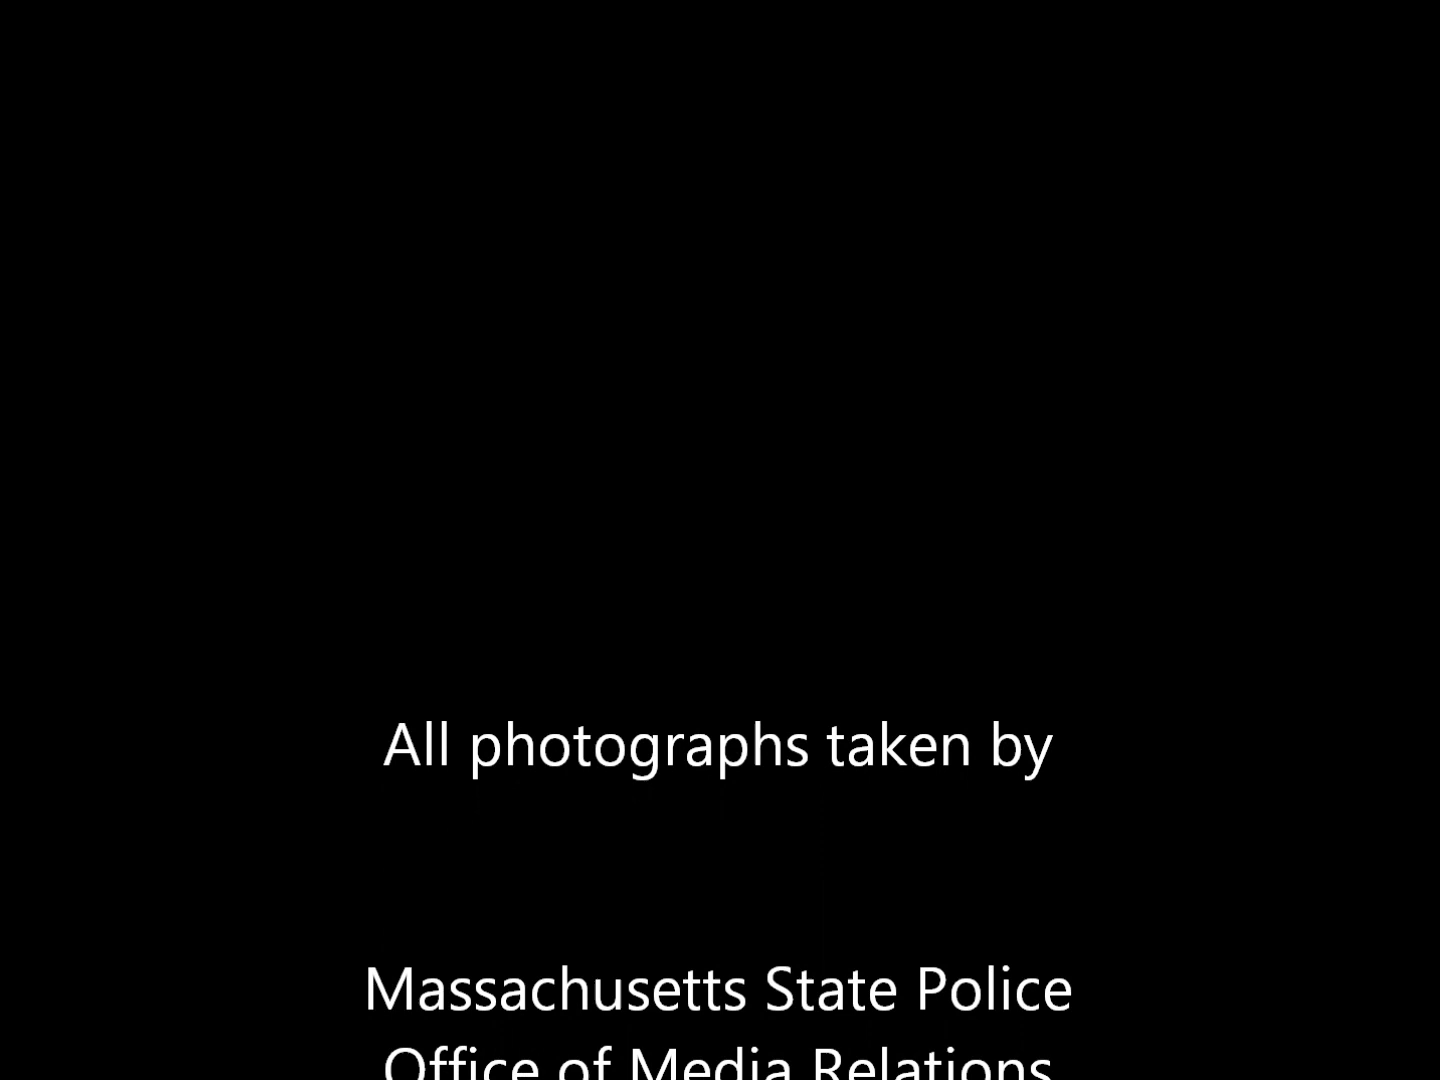 All photographs taken by
Massachusetts State Police
Office of Media Relations